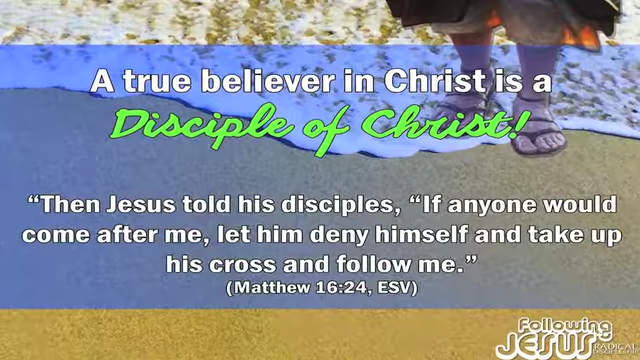 A true believer in Christ is a
Disciple of Christ!
“Then Jesus told his disciples, “If anyone would
come after me, let him deny himself and take up
his cross and follow me.”
(Matthew 16:24, ESV)
Following
JESUS
RADICAL